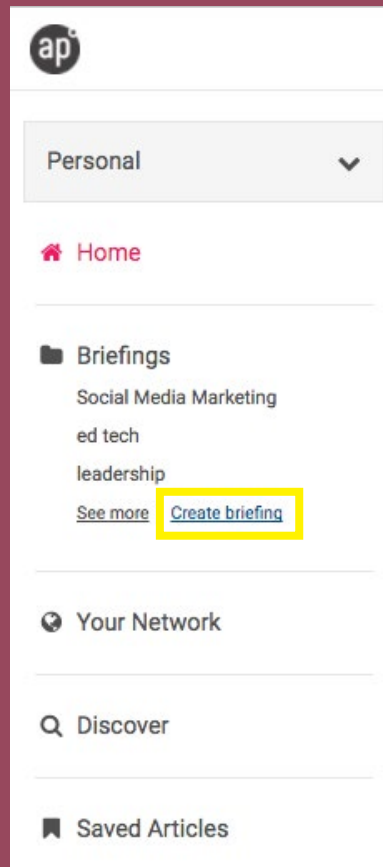 ap
Personal
Home
Briefings
Social Media Marketing
ed tech
leadership
See more Create briefing
Your Network
Discover
Saved Articles